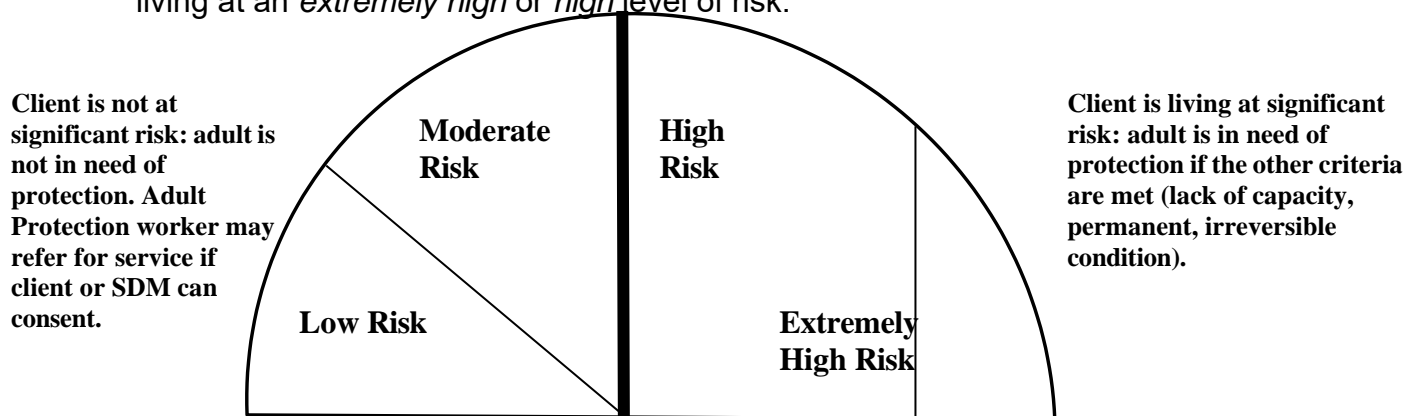 living at an extremely high or high level of risk.
Client is not at
significant risk: adult is
not in need of
protection. Adult
Protection worker may
refer for service if
client or SDM can
consent.
Moderate
Risk
High
Risk
Low Risk
Extremely
High Risk
Client is living at significant
risk: adult is in need of
protection if the other criteria
are met (lack of capacity,
permanent, irreversible
condition).